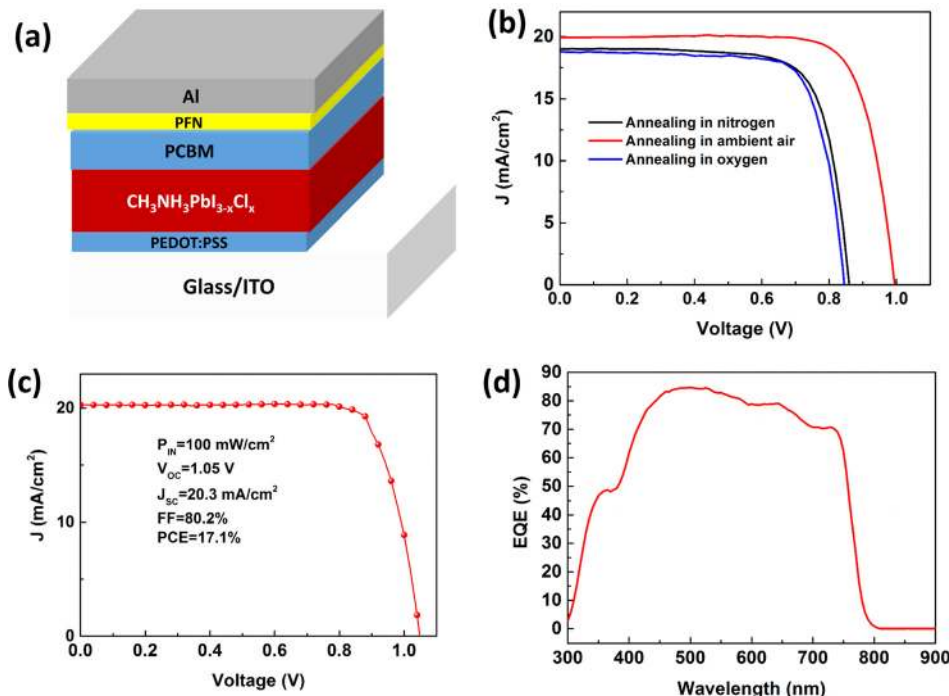 (a)
Al
PFN
PCBM
CH₃NH₃PbI₃₋ₓClₓ
PEDOT:PSS
Glass/ITO
(b)
J (mA/cm²)
20
15
10
5
0
Annealing in nitrogen
Annealing in ambient air
Annealing in oxygen
0.0 0.2 0.4 0.6 0.8 1.0
Voltage (V)
(c)
J (mA/cm²)
20
10
0
P_IN=100 mW/cm²
V_OC=1.05 V
J_SC=20.3 mA/cm²
FF=80.2%
PCE=17.1%
0.0 0.2 0.4 0.6 0.8 1.0
Voltage (V)
(d)
EQE (%)
90
80
70
60
50
40
30
20
10
0
300 400 500 600 700 800 900
Wavelength (nm)